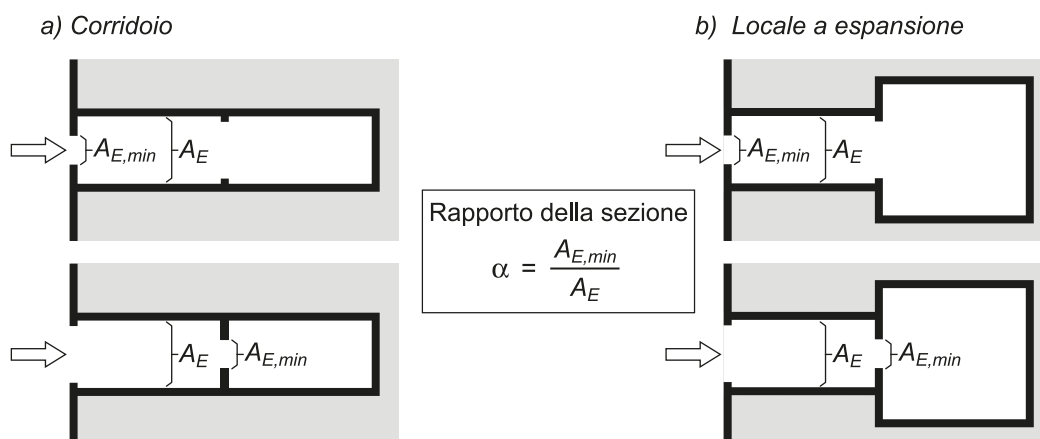 a) Corridoio
b) Locale a espansione
A_E,min A_E
A_E,min A_E
Rapporto della sezione
α = A_E,min / A_E
A_E A_E,min
A_E A_E,min